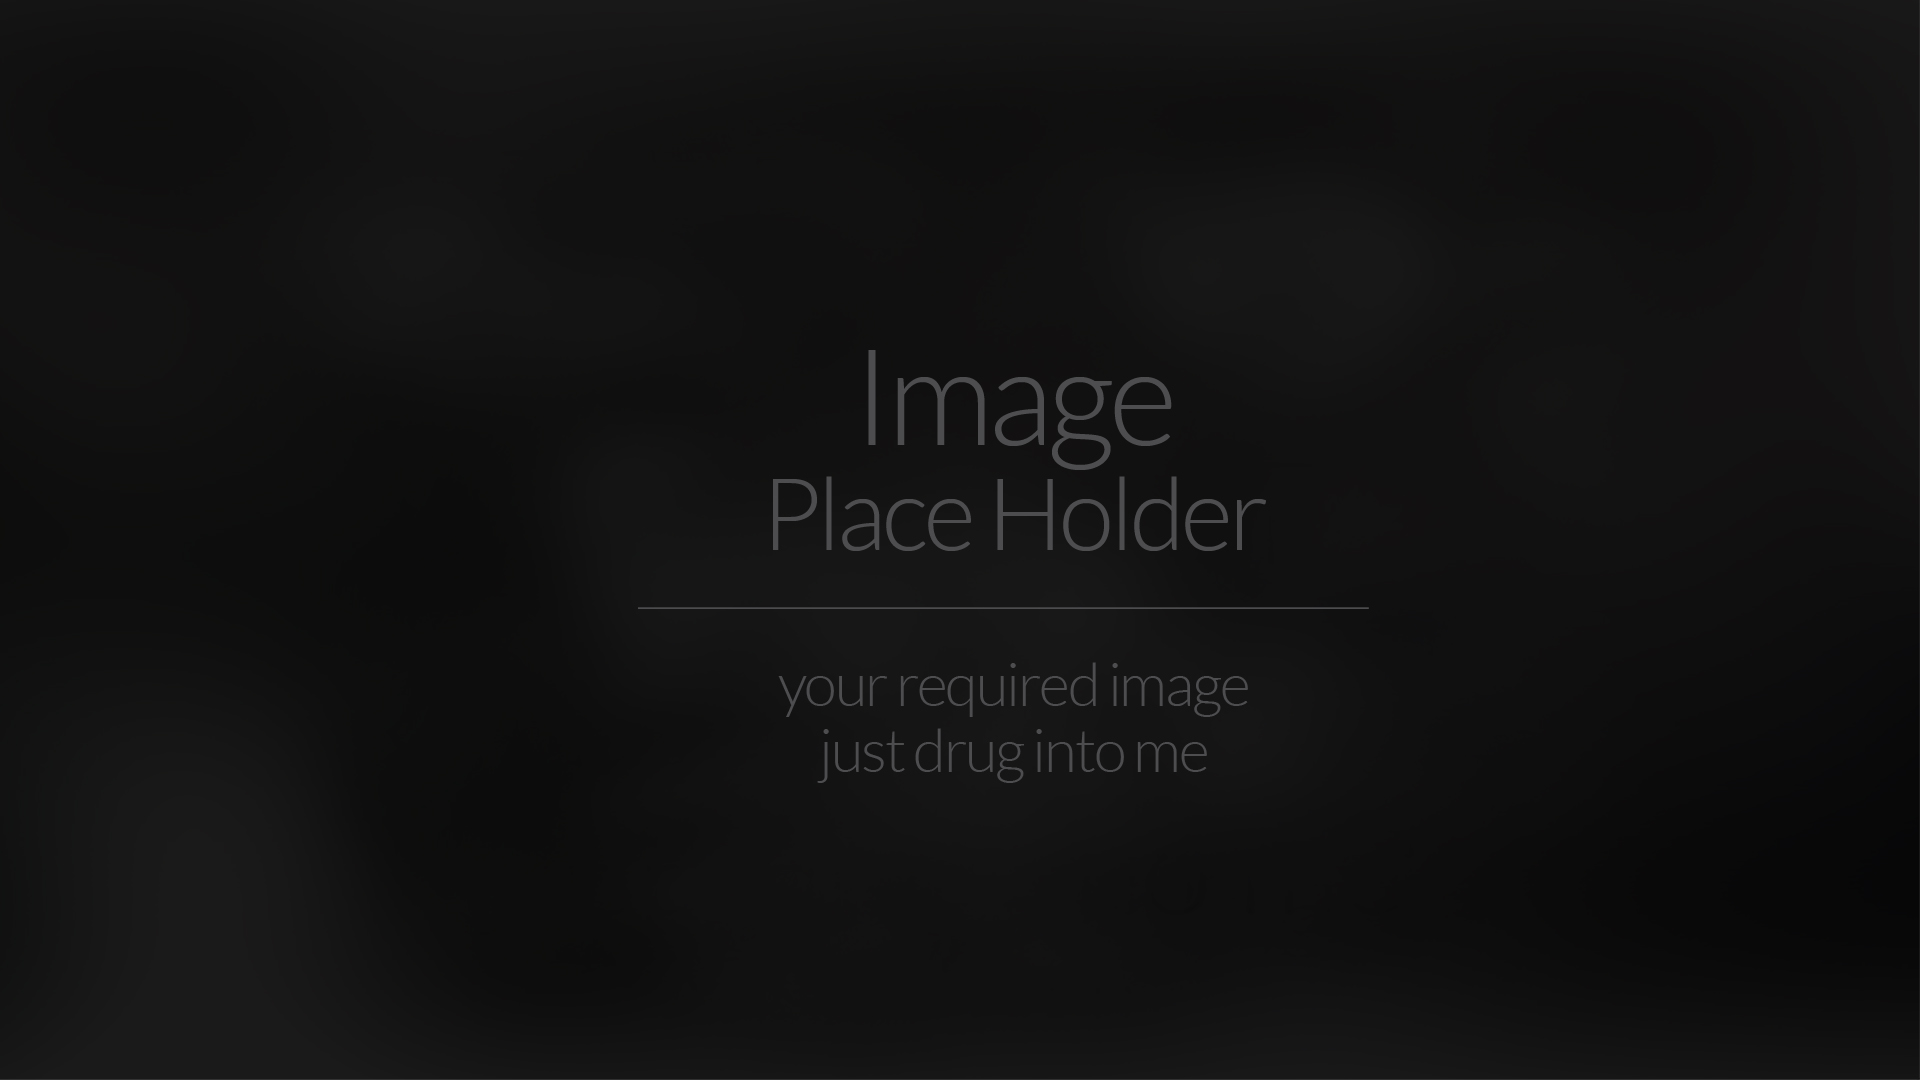 Image
Place Holder
your required image
just drug into me